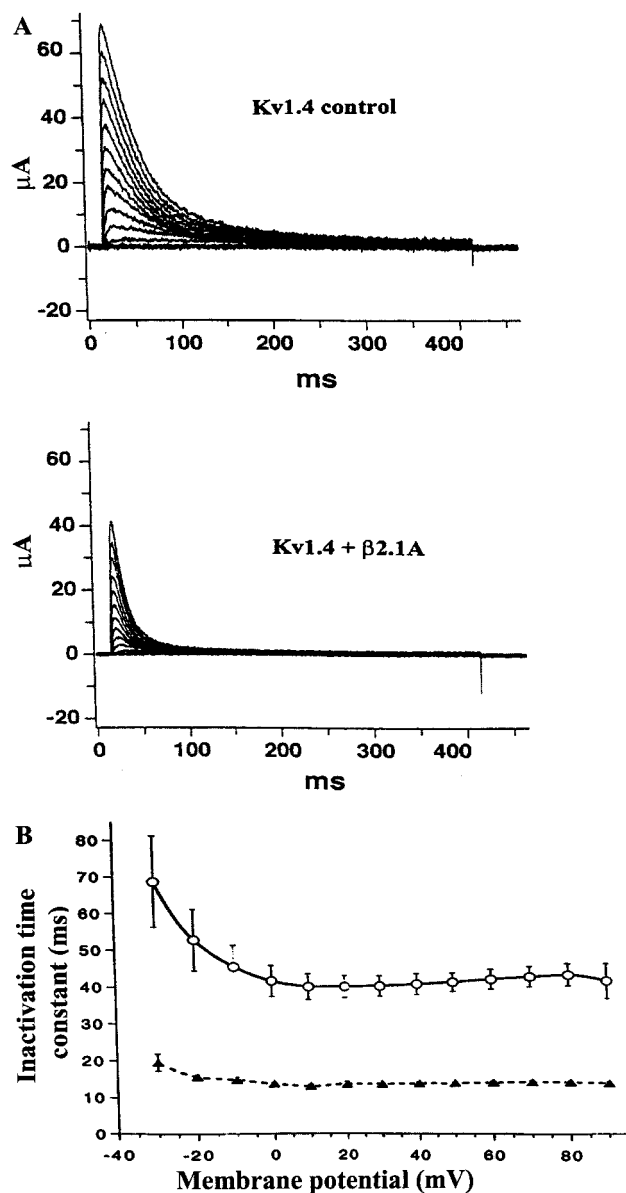 A
60
40
20
0
-20
μA
Kv1.4 control
0 100 200 300 400
ms
60
40
20
0
-20
μA
Kv1.4 + β2.1A
0 100 200 300 400
ms
B
80
70
60
50
40
30
20
10
0
Inactivation time
constant (ms)
-40 -20 0 20 40 60 80
Membrane potential (mV)